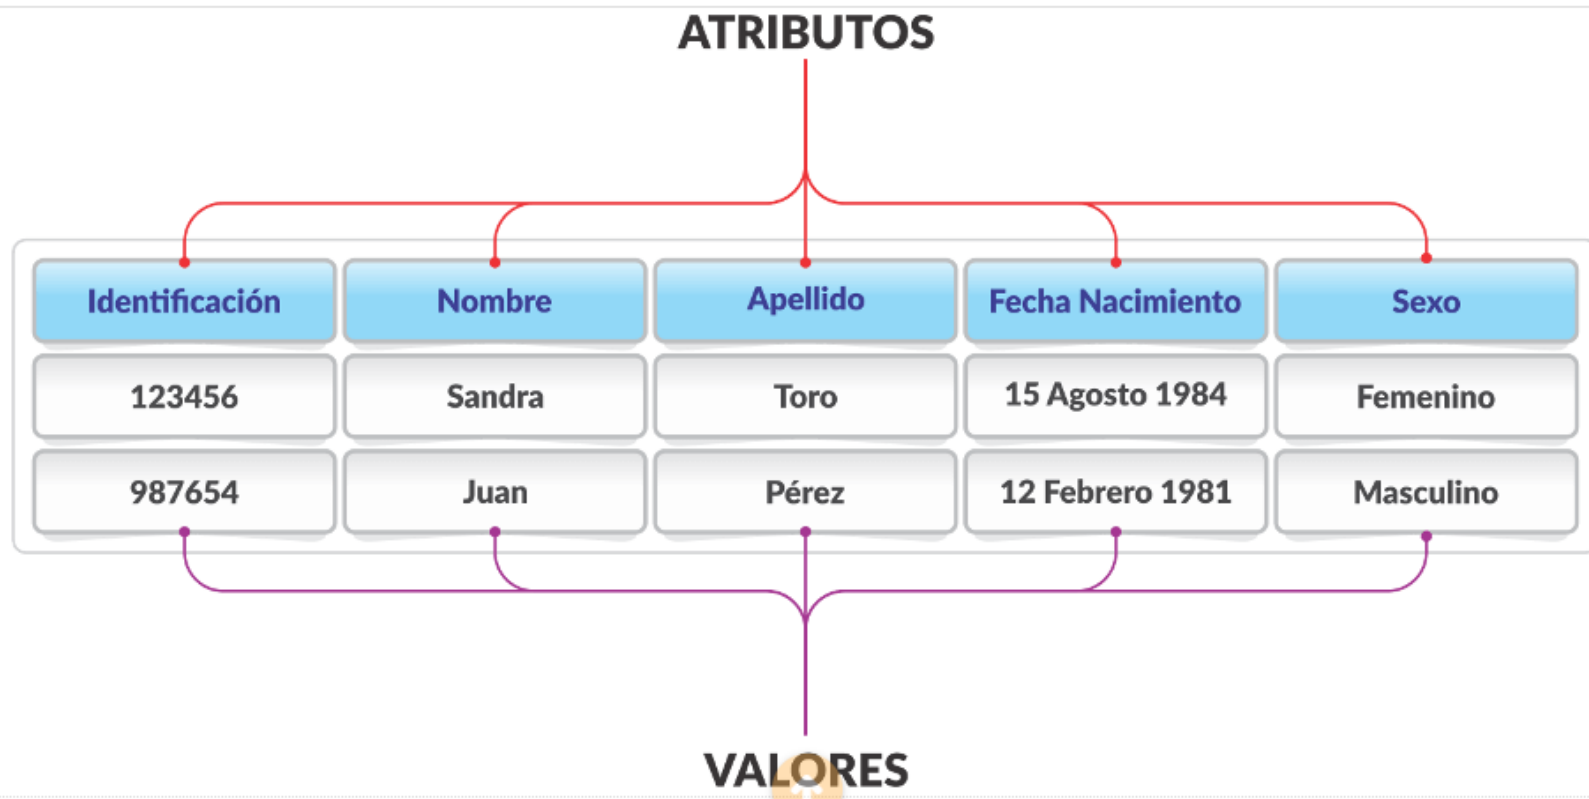 ATRIBUTOS
Identificación Nombre Apellido Fecha Nacimiento Sexo
123456 Sandra Toro 15 Agosto 1984 Femenino
987654 Juan Pérez 12 Febrero 1981 Masculino
VALORES